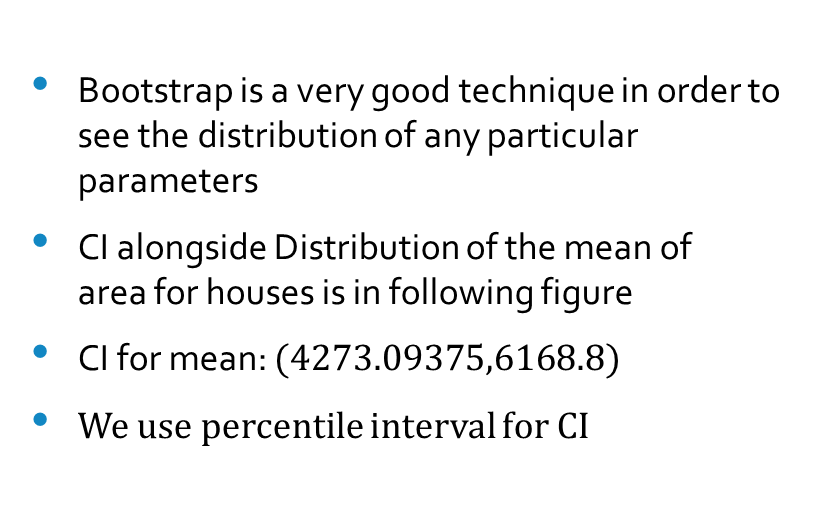 • Bootstrap is a very good technique in order to
see the distribution of any particular
parameters
• CI alongside Distribution of the mean of
area for houses is in following figure
• CI for mean: (4273.09375,6168.8)
• We use percentile interval for CI